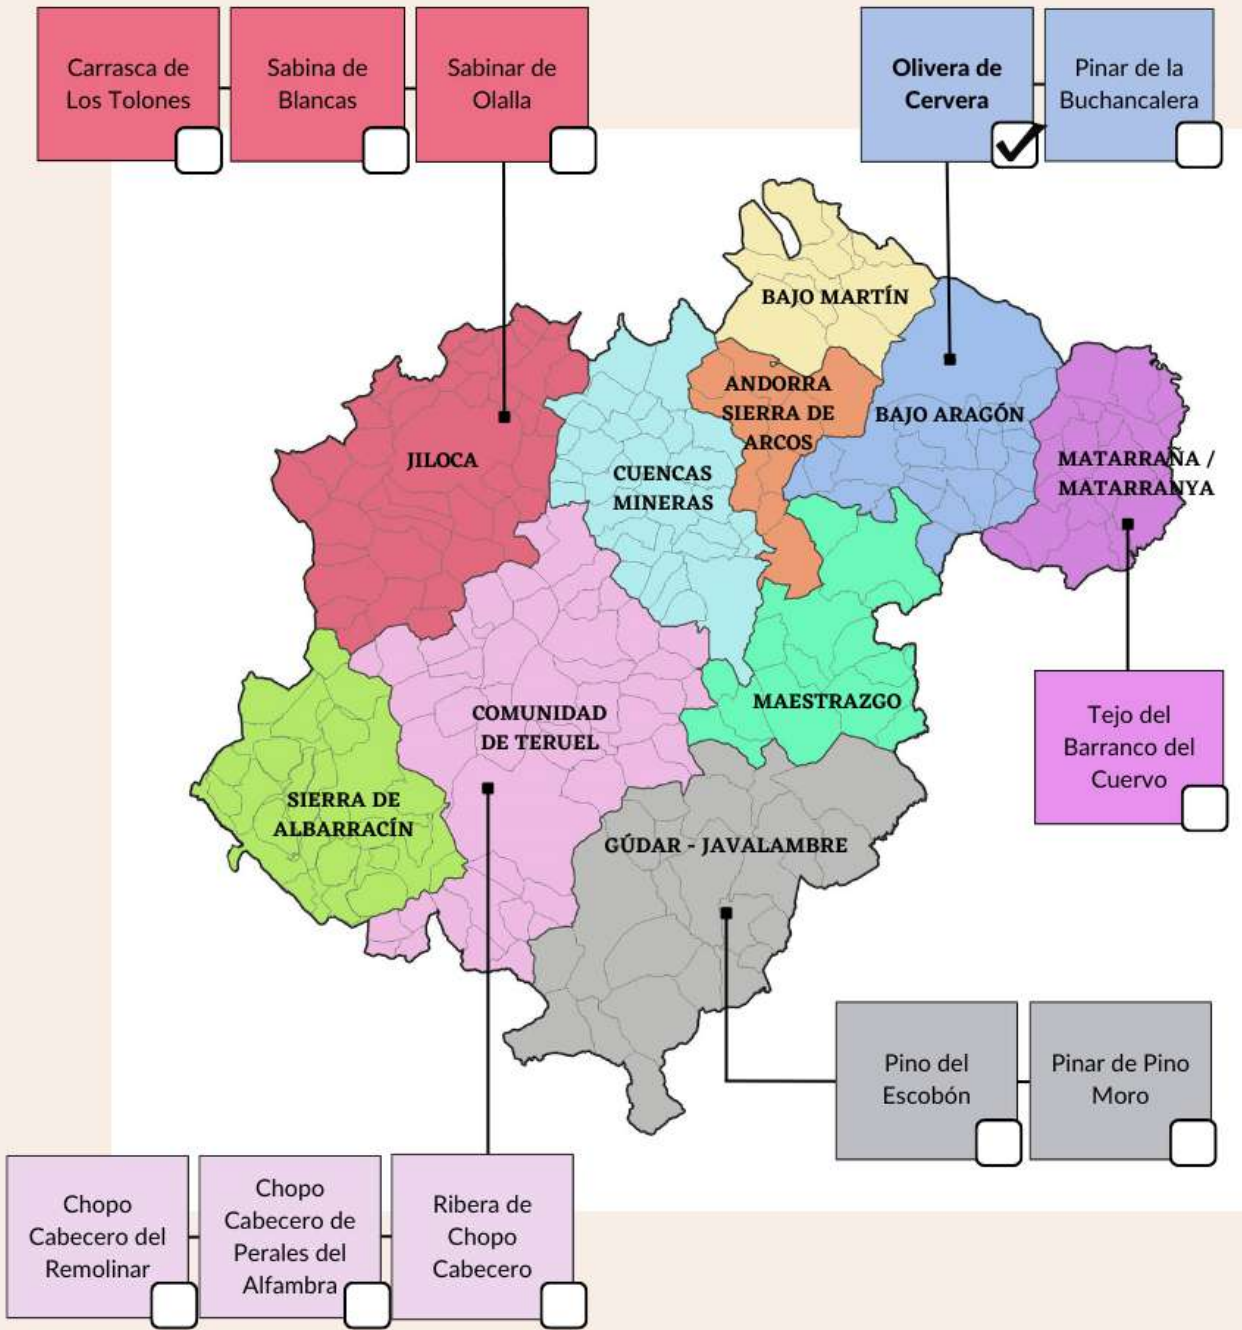 Carrasca de
Los Tolones
Sabina de
Blancas
Sabinar de
Olalla
Olivera de
Cervera
Pinar de la
Buchancalera
BAJO MARTÍN
ANDORRA
SIERRA DE
ARCOS
BAJO ARAGÓN
JILOCA
CUENCAS
MINERAS
MATARRAÑA /
MATARRANYA
MAESTRAZGO
COMUNIDAD
DE TERUEL
Tejo del
Barranco del
Cuervo
SIERRA DE
ALBARRACÍN
GÚDAR - JAVALAMBRE
Pino del
Escobón
Pinar de Pino
Moro
Chopo
Cabecero del
Remolinar
Chopo
Cabecero de
Perales del
Alfambra
Ribera de
Chopo
Cabecero